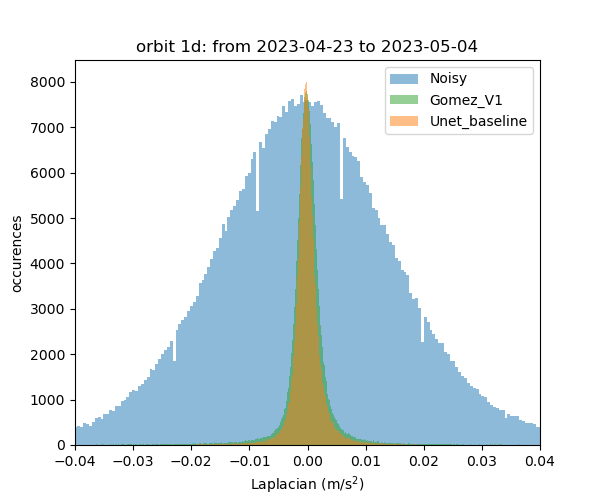 orbit 1d: from 2023-04-23 to 2023-05-04
Noisy
Gomez_V1
Unet_baseline
occurences
8000
7000
6000
5000
4000
3000
2000
1000
0
−0.04 −0.03 −0.02 −0.01 0.00 0.01 0.02 0.03 0.04
Laplacian (m/s²)